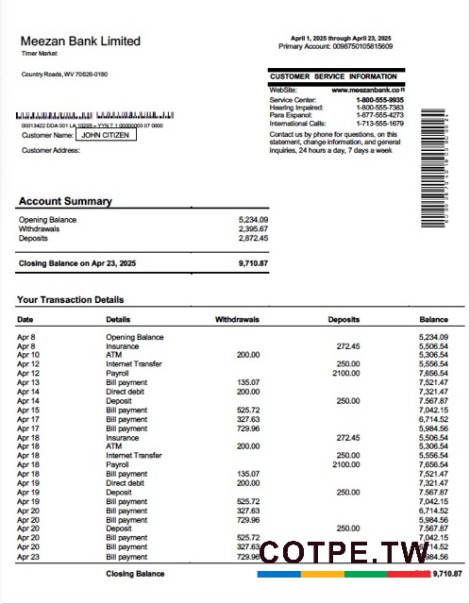 Meezan Bank Limited
Timer Market
Country Roads, WV 70826-0180
April 1, 2025 through April 23, 2025
Primary Account: 0098750105815609
CUSTOMER SERVICE INFORMATION
WebSite: www.meezanbank.co
Service Center: 1-800-555-9935
Hearing Impaired: 1-800-555-7383
Para Espanol: 1-877-555-4273
International Calls: 1-713-555-1679
Contact us by phone for questions, on this
statement, change information, and general
inquiries, 24 hours a day, 7 days a week
00013422 DDA 001 LA
Customer Name: JOHN CITIZEN
Customer Address:
Account Summary
Opening Balance 5,234.09
Withdrawals 2,395.67
Deposits 2,872.45
Closing Balance on Apr 23, 2025 9,710.87
Your Transaction Details
Date Details Withdrawals Deposits Balance
Apr 8 Opening Balance 5,234.09
Apr 8 Insurance 272.45 5,506.54
Apr 10 ATM 200.00 5,306.54
Apr 12 Internet Transfer 250.00 5,556.54
Apr 12 Payroll 2100.00 7,656.54
Apr 13 Bill payment 135.07 7,521.47
Apr 14 Direct debit 200.00 7,321.47
Apr 14 Deposit 250.00 7.567.87
Apr 15 Bill payment 525.72 7,042.15
Apr 17 Bill payment 327.63 6,714.52
Apr 17 Bill payment 729.96 5,984.56
Apr 18 Insurance 272.45 5,506.54
Apr 18 ATM 200.00 5,306.54
Apr 18 Internet Transfer 250.00 5,556.54
Apr 18 Payroll 2100.00 7,656.54
Apr 18 Bill payment 135.07 7,521.47
Apr 19 Direct debit 200.00 7,321.47
Apr 19 Deposit 250.00 7.567.87
Apr 19 Bill payment 525.72 7,042.15
Apr 20 Bill payment 327.63 6,714.52
Apr 20 Bill payment 729.96 5,984.56
Apr 20 Deposit 250.00 7.567.87
Apr 20 Bill payment 525.72 7,042.15
Apr 20 Bill payment 327.63 6,714.52
Apr 23 Bill payment 729.96 984.56
COTPE.TW
Closing Balance 9,710.87